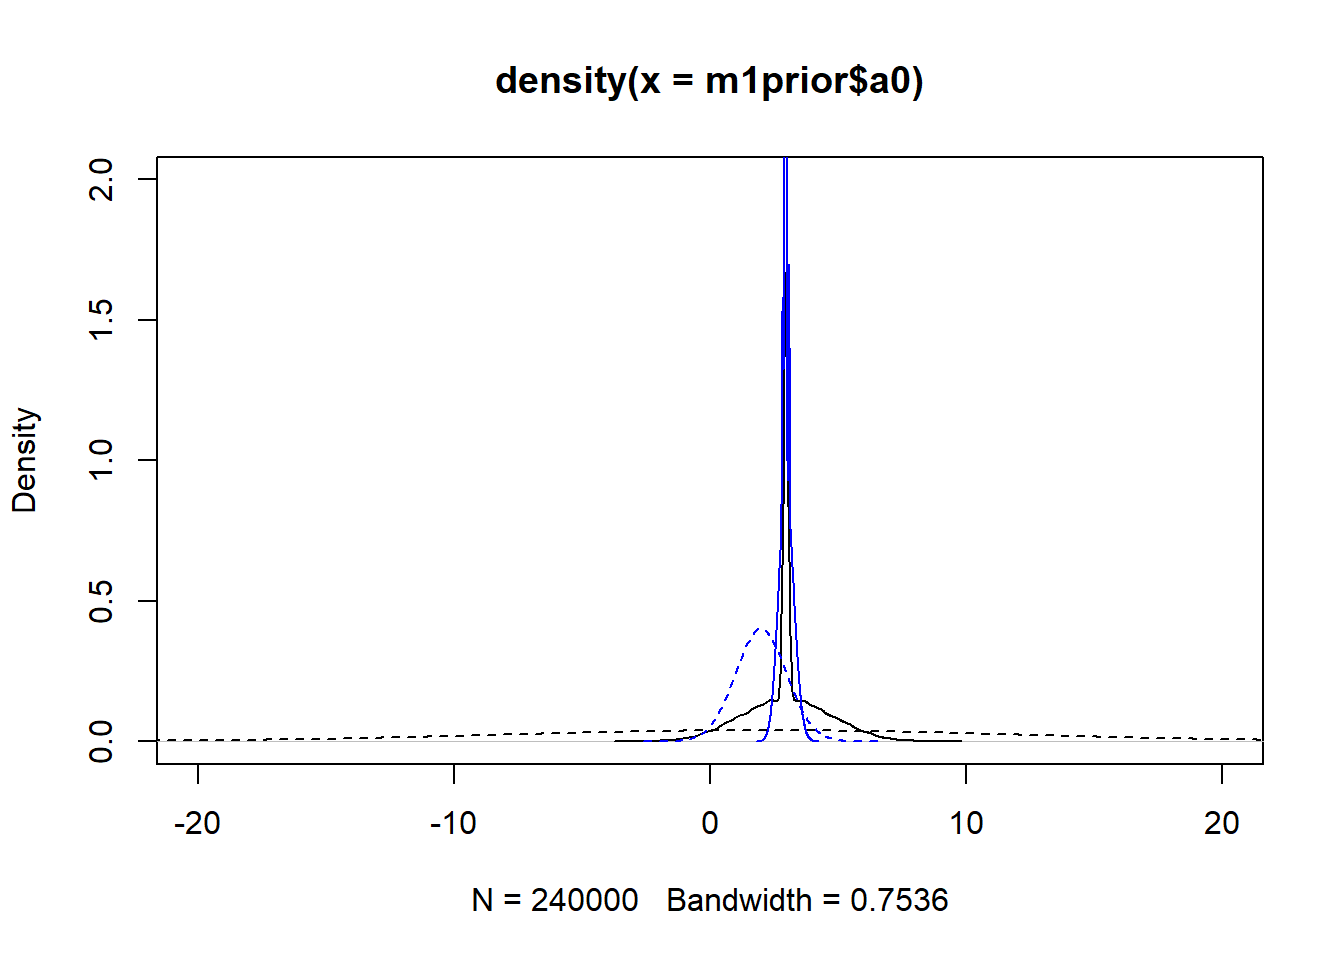 density(x = m1prior$a0)
2.0
1.5
1.0
0.5
0.0
Density
-20 -10 0 10 20
N = 240000 Bandwidth = 0.7536